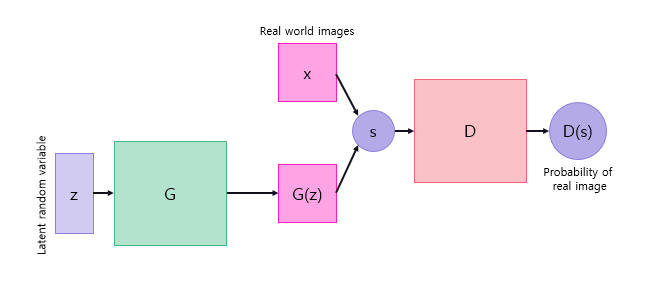 Real world images
x
s
D
D(s)
Probability of
real image
Latent random variable
z
G
G(z)